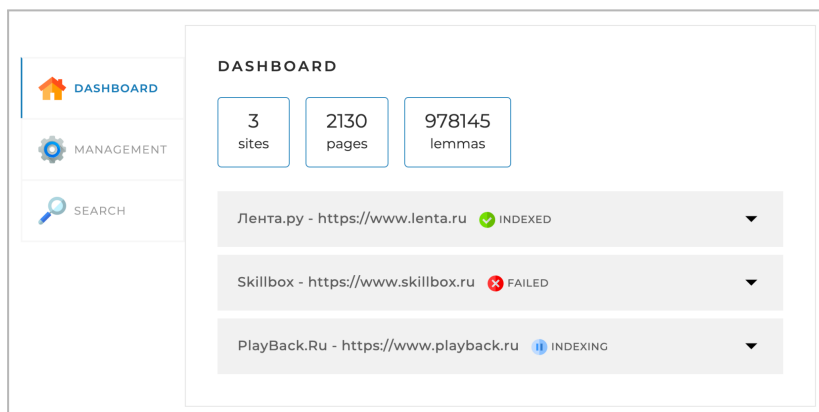 DASHBOARD
MANAGEMENT
SEARCH
DASHBOARD
3
sites
2130
pages
978145
lemmas
Лента.ру - https://www.lenta.ru INDEXED
Skillbox - https://www.skillbox.ru FAILED
PlayBack.Ru - https://www.playback.ru INDEXING